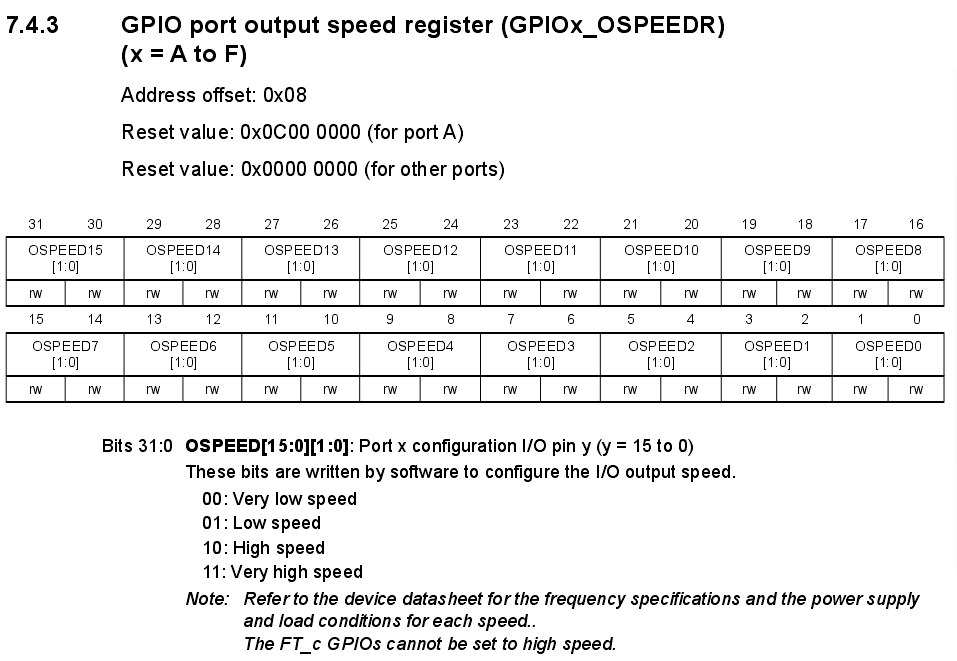 7.4.3 GPIO port output speed register (GPIOx_OSPEEDR)
(x = A to F)
Address offset: 0x08
Reset value: 0x0C00 0000 (for port A)
Reset value: 0x0000 0000 (for other ports)
31 30 29 28 27 26 25 24 23 22 21 20 19 18 17 16
OSPEED15 OSPEED14 OSPEED13 OSPEED12 OSPEED11 OSPEED10 OSPEED9 OSPEED8
[1:0] [1:0] [1:0] [1:0] [1:0] [1:0] [1:0] [1:0]
rw rw rw rw rw rw rw rw rw rw rw rw rw rw rw rw
15 14 13 12 11 10 9 8 7 6 5 4 3 2 1 0
OSPEED7 OSPEED6 OSPEED5 OSPEED4 OSPEED3 OSPEED2 OSPEED1 OSPEED0
[1:0] [1:0] [1:0] [1:0] [1:0] [1:0] [1:0] [1:0]
rw rw rw rw rw rw rw rw rw rw rw rw rw rw rw rw
Bits 31:0 OSPEED[15:0][1:0]: Port x configuration I/O pin y (y = 15 to 0)
These bits are written by software to configure the I/O output speed.
00: Very low speed
01: Low speed
10: High speed
11: Very high speed
Note: Refer to the device datasheet for the frequency specifications and the power supply
and load conditions for each speed..
The FT_c GPIOs cannot be set to high speed.